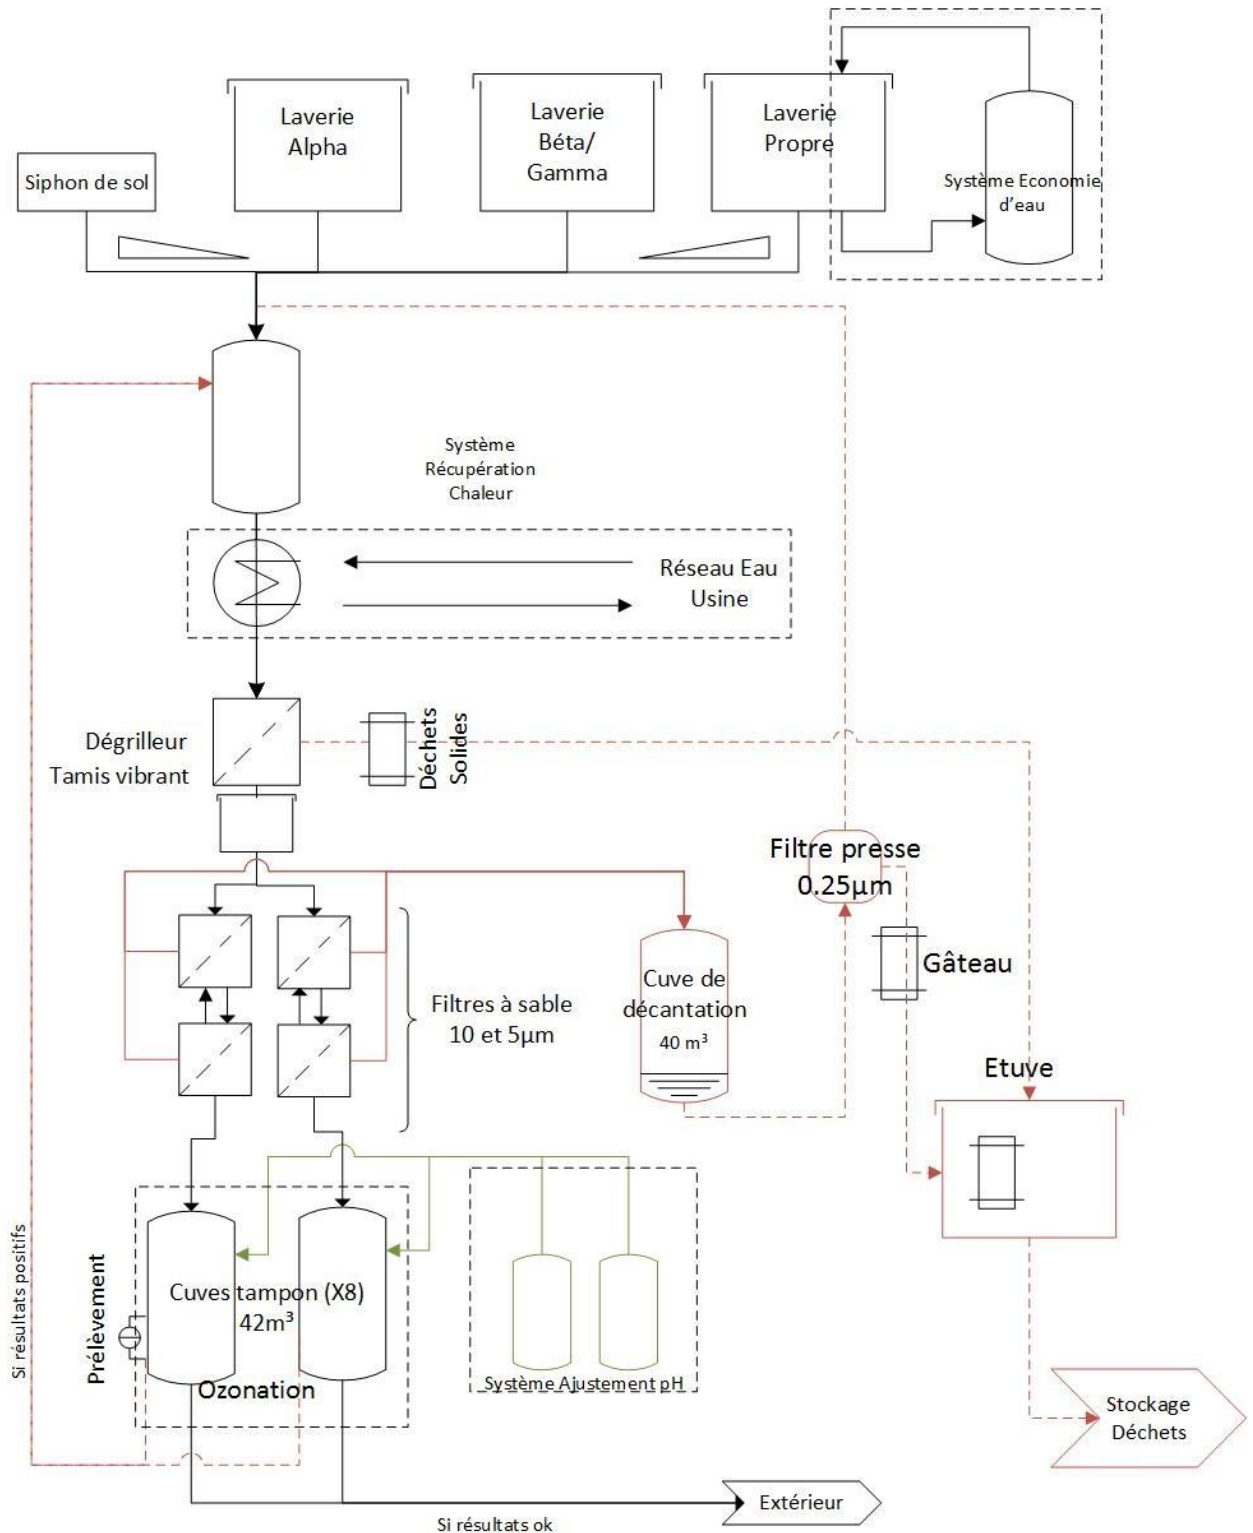 Laverie
Alpha
Laverie
Béta/
Gamma
Laverie
Propre
Siphon de sol
Système Economie
d'eau
Système
Récupération
Chaleur
Réseau Eau
Usine
Dégrilleur
Tamis vibrant
Déchets
Solides
Filtre presse
0.25µm
Gâteau
Cuve de
décantation
40 m³
Filtres à sable
10 et 5µm
Etuve
Si résultats positifs
Prélèvement
Cuves tampon (X8)
42m³
Ozonation
Système Ajustement pH
Stockage
Déchets
Extérieur
Si résultats ok